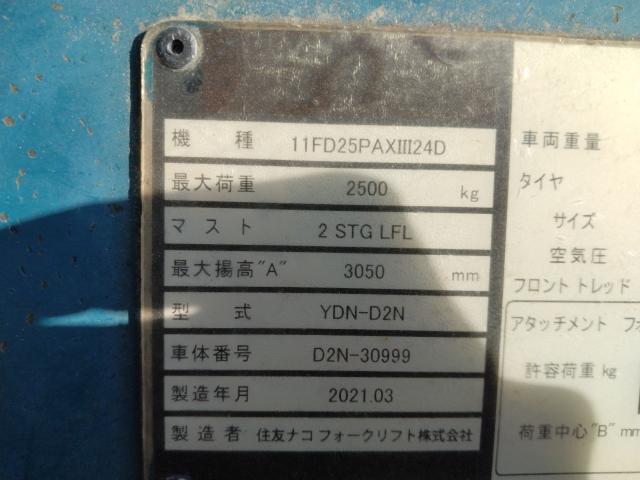 機 種 11FD25PAXIII24D
最大荷重 2500 kg
マスト 2 STG LFL
最大揚高"A" 3050 mm
型 式 YDN-D2N
車体番号 D2N-30999
製造年月 2021.03
製造者 住友ナコ フォークリフト株式会社
車両重量
タイヤ
サイズ
空気圧
フロント トレッド
アタッチメント フォ
許容荷重 kg
荷重中心"B" mm